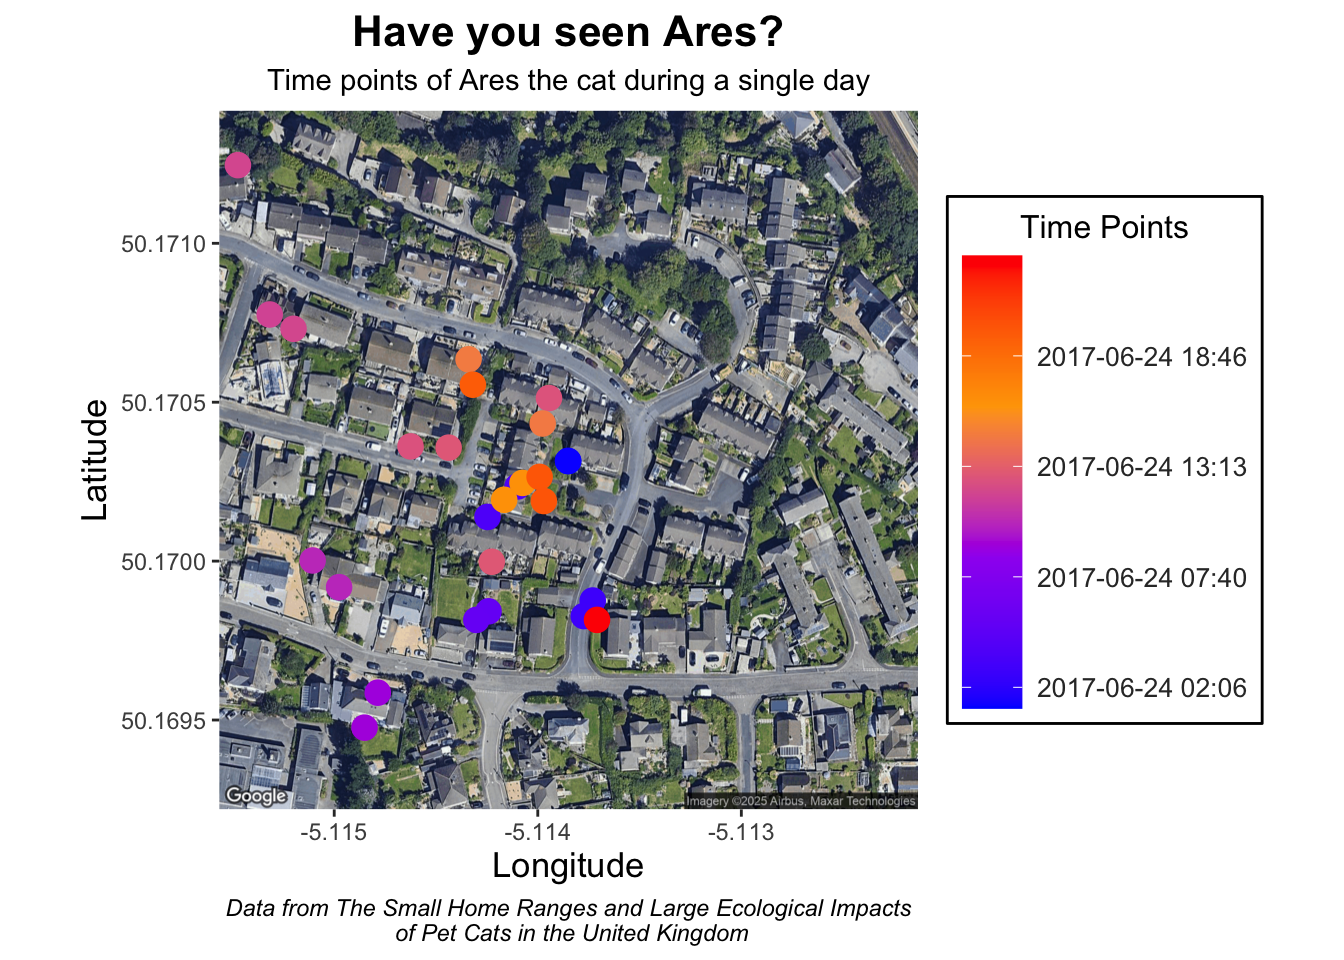 Have you seen Ares?
Time points of Ares the cat during a single day
Time Points
2017-06-24 18:46
2017-06-24 13:13
2017-06-24 07:40
2017-06-24 02:06
Latitude
50.1710
50.1705
50.1700
50.1695
Google
Imagery ©2025 Airbus, Maxar Technologies
-5.115
-5.114
-5.113
Longitude
Data from The Small Home Ranges and Large Ecological Impacts
of Pet Cats in the United Kingdom